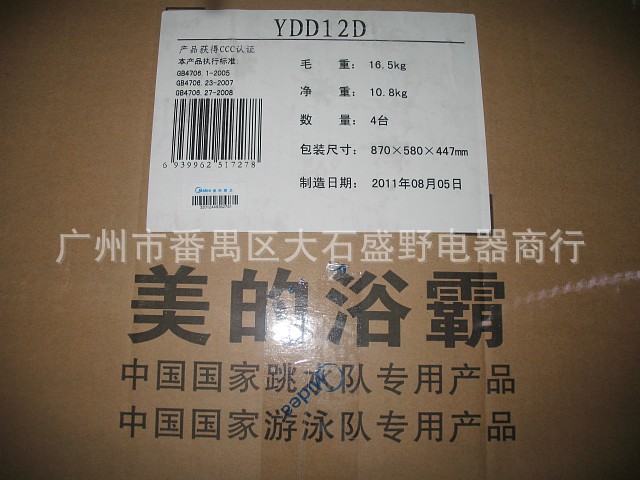 YDD12D
产品获得CCC认证
本产品执行标准:
GB4706.1-2005
GB4706.23-2007
GB4706.27-2008
6 939962 517278
Midea
毛 重: 16.5kg
净 重: 10.8kg
数 量: 4台
包装尺寸: 870×580×447mm
制造日期: 2011年08月05日
广州市番禺区大石盛野电器商行
美的浴霸
中国国家跳水队专用产品
Midea
中国国家游泳队专用产品